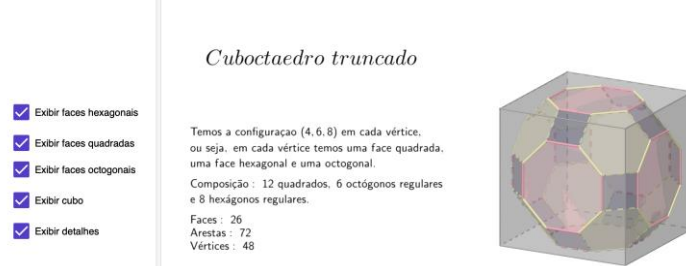 Cuboctaedro truncado
Exibir faces hexagonais
Exibir faces quadradas
Exibir faces octogonais
Exibir cubo
Exibir detalhes
Temos a configuraçao (4, 6, 8) em cada vértice,
ou seja, em cada vértice temos uma face quadrada,
uma face hexagonal e uma octogonal.
Composição : 12 quadrados, 6 octógonos regulares
e 8 hexágonos regulares.
Faces : 26
Arestas : 72
Vértices : 48